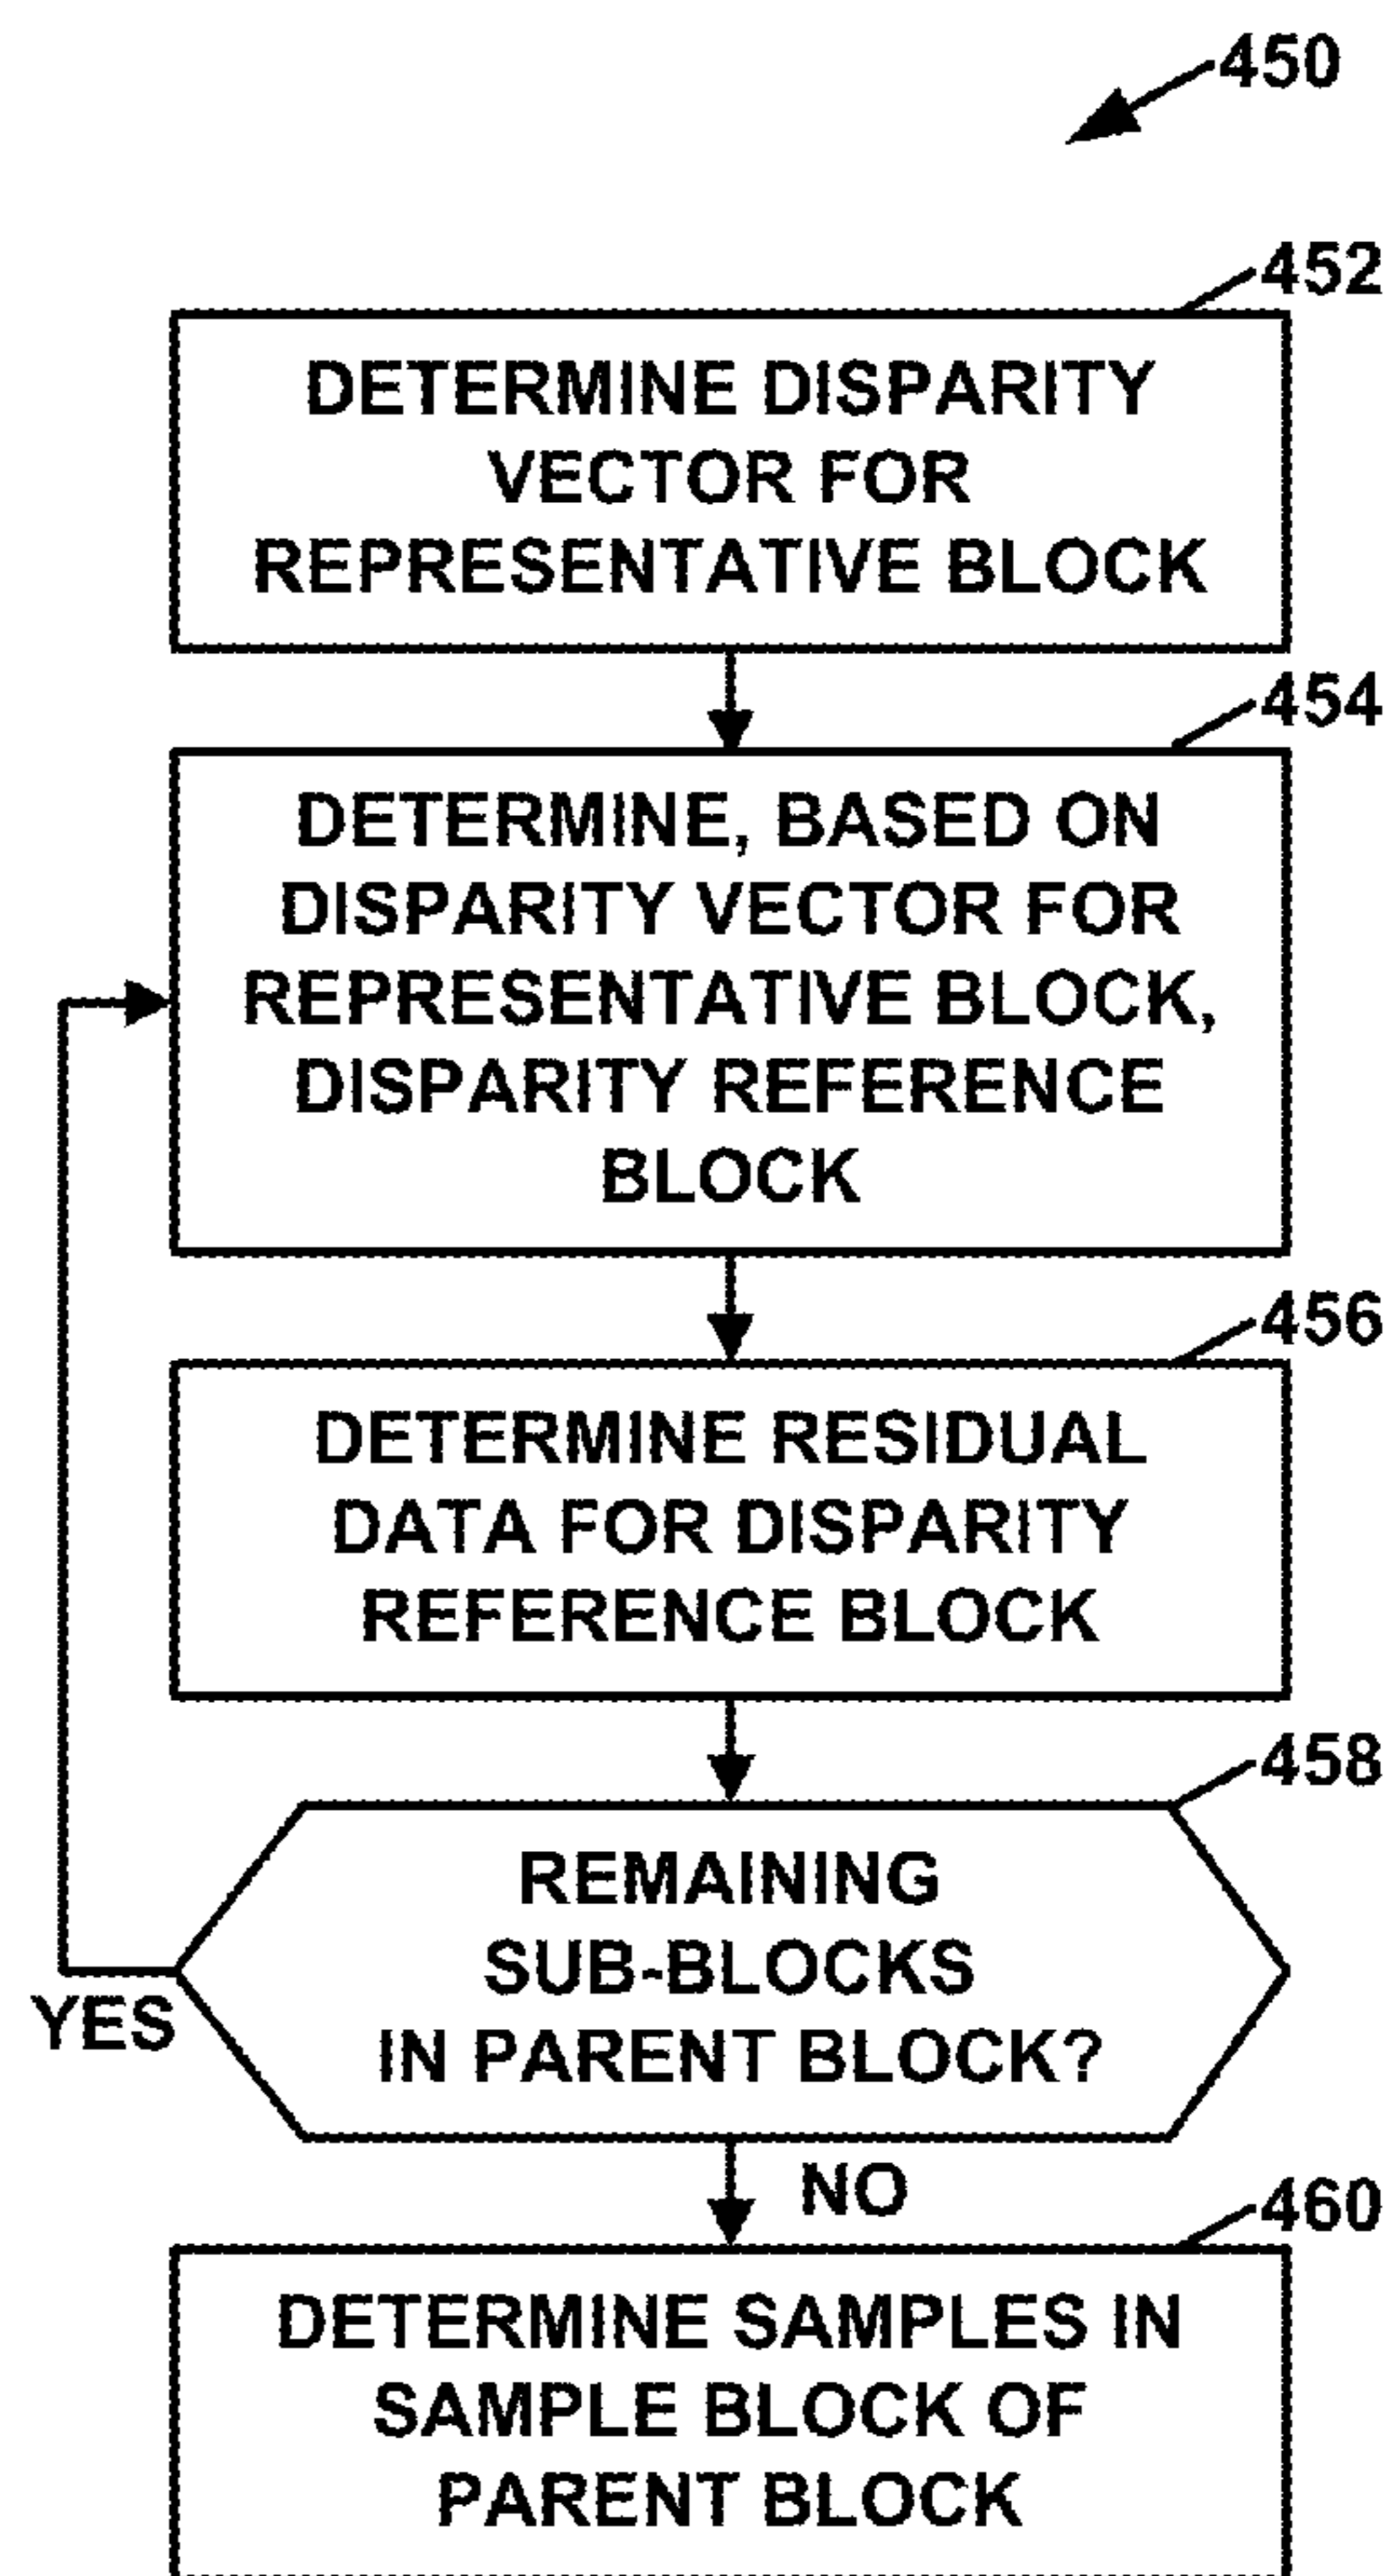 450
452
DETERMINE DISPARITY
VECTOR FOR
REPRESENTATIVE BLOCK
454
DETERMINE, BASED ON
DISPARITY VECTOR FOR
REPRESENTATIVE BLOCK,
DISPARITY REFERENCE
BLOCK
456
DETERMINE RESIDUAL
DATA FOR DISPARITY
REFERENCE BLOCK
458
REMAINING
SUB-BLOCKS
IN PARENT BLOCK?
YES
NO
460
DETERMINE SAMPLES IN
SAMPLE BLOCK OF
PARENT BLOCK